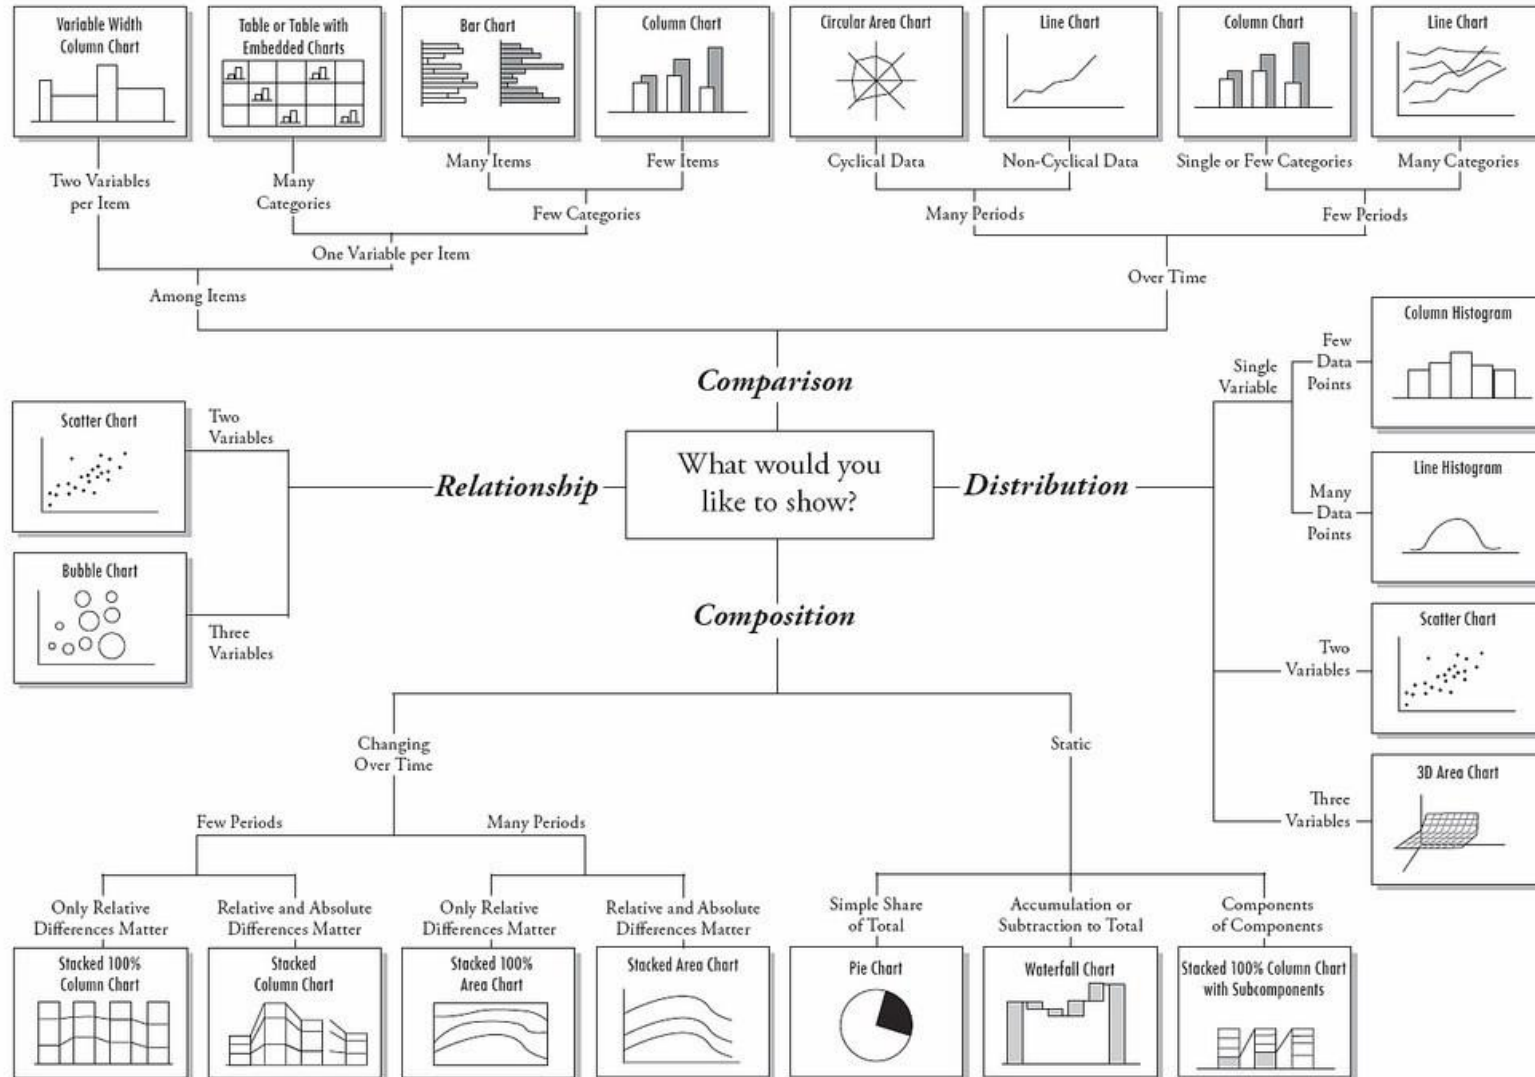 Variable Width
Column Chart
Table or Table with
Embedded Charts
Bar Chart
Column Chart
Circular Area Chart
Line Chart
Column Chart
Line Chart
Many Items
Few Items
Cyclical Data
Non-Cyclical Data
Single or Few Categories
Many Categories
Two Variables
per Item
Many
Categories
Few Categories
Many Periods
Few Periods
One Variable per Item
Among Items
Over Time
Comparison
What would you
like to show?
Relationship
Two
Variables
Scatter Chart
Bubble Chart
Three
Variables
Distribution
Single
Variable
Few
Data
Points
Column Histogram
Many
Data
Points
Line Histogram
Two
Variables
Scatter Chart
Three
Variables
3D Area Chart
Composition
Changing
Over Time
Static
Few Periods
Many Periods
Only Relative
Differences Matter
Relative and Absolute
Differences Matter
Only Relative
Differences Matter
Relative and Absolute
Differences Matter
Simple Share
of Total
Accumulation or
Subtraction to Total
Components
of Components
Stacked 100%
Column Chart
Stacked
Column Chart
Stacked 100%
Area Chart
Stacked Area Chart
Pie Chart
Waterfall Chart
Stacked 100% Column Chart
with Subcomponents